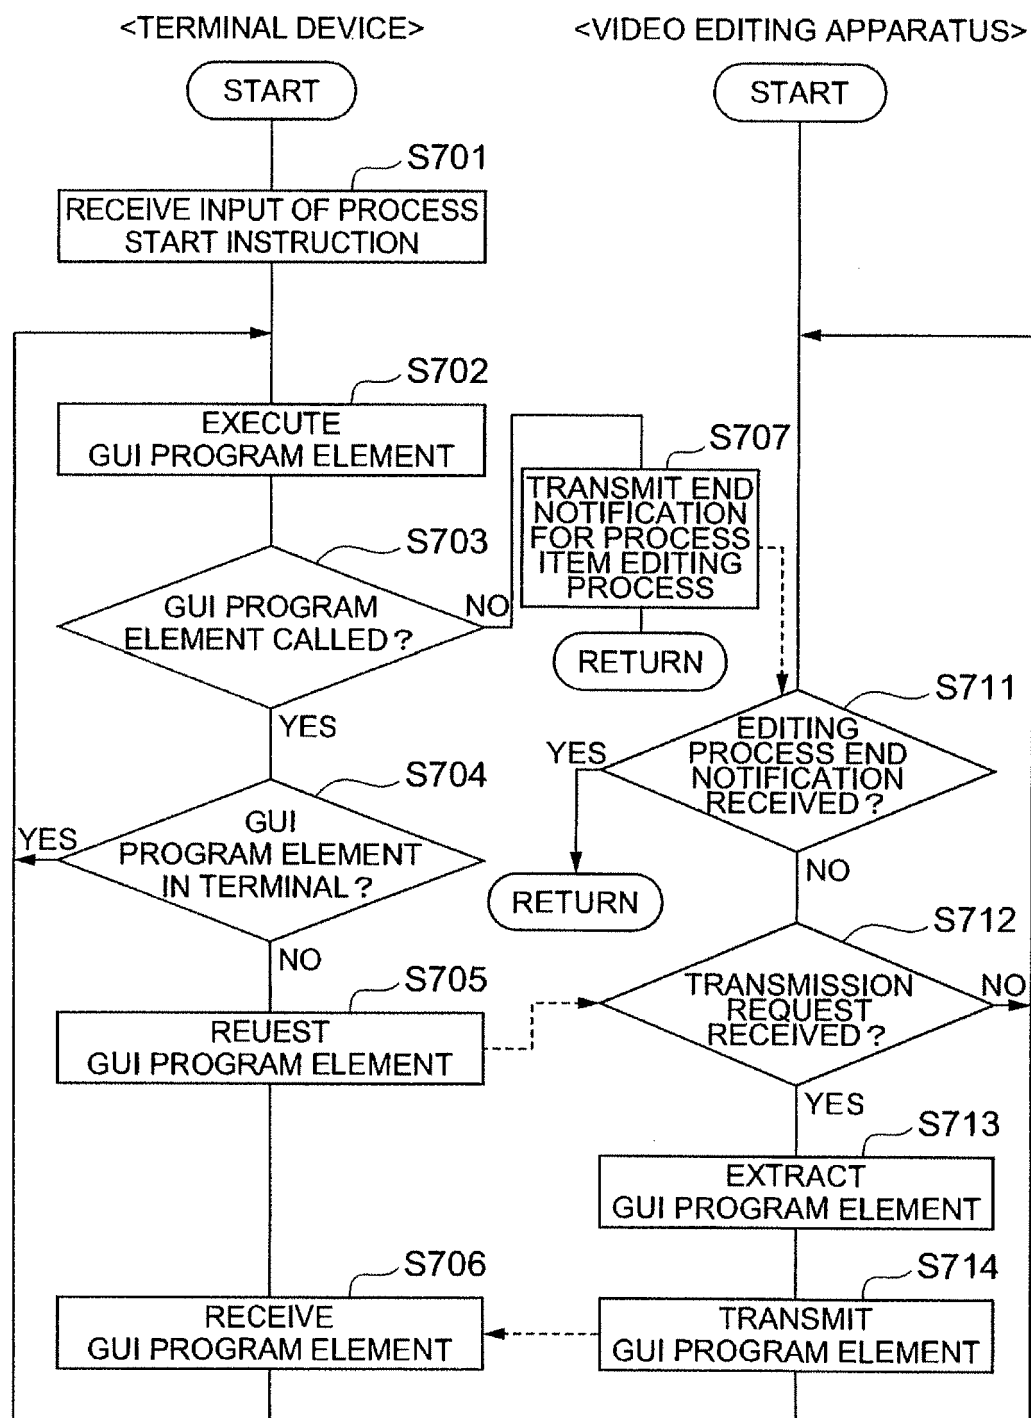 <TERMINAL DEVICE>
START
S701
RECEIVE INPUT OF PROCESS
START INSTRUCTION
S702
EXECUTE
GUI PROGRAM ELEMENT
S703
GUI PROGRAM
ELEMENT CALLED?
NO
YES
S707
TRANSMIT END
NOTIFICATION
FOR PROCESS
ITEM EDITING
PROCESS
RETURN
S704
GUI
PROGRAM ELEMENT
IN TERMINAL?
YES
NO
S705
REUEST
GUI PROGRAM ELEMENT
S706
RECEIVE
GUI PROGRAM ELEMENT
<VIDEO EDITING APPARATUS>
START
S711
EDITING
PROCESS END
NOTIFICATION
RECEIVED?
YES
RETURN
NO
S712
TRANSMISSION
REQUEST
RECEIVED?
NO
YES
S713
EXTRACT
GUI PROGRAM ELEMENT
S714
TRANSMIT
GUI PROGRAM ELEMENT